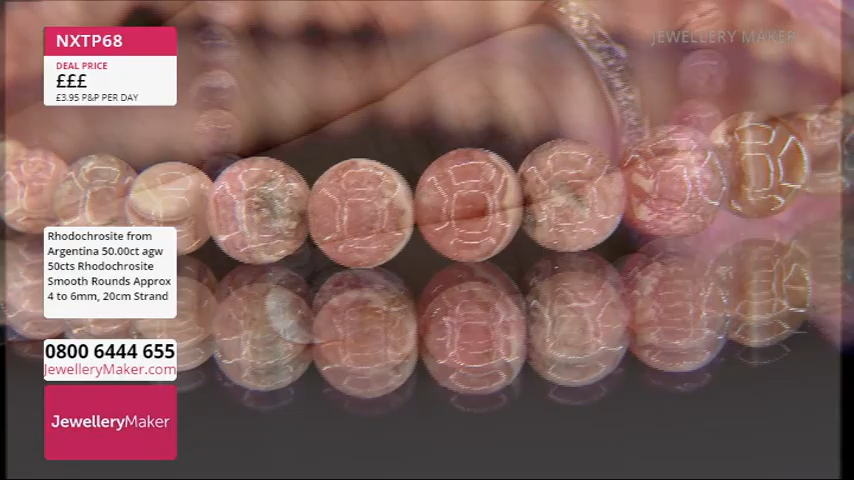 NXTP68
DEAL PRICE
£££
£3.95 P&P PER DAY
JEWELLERY MAKER
Rhodochrosite from
Argentina 50.00ct agw
50cts Rhodochrosite
Smooth Rounds Approx
4 to 6mm, 20cm Strand
0800 6444 655
JewelleryMaker.com
JewelleryMaker